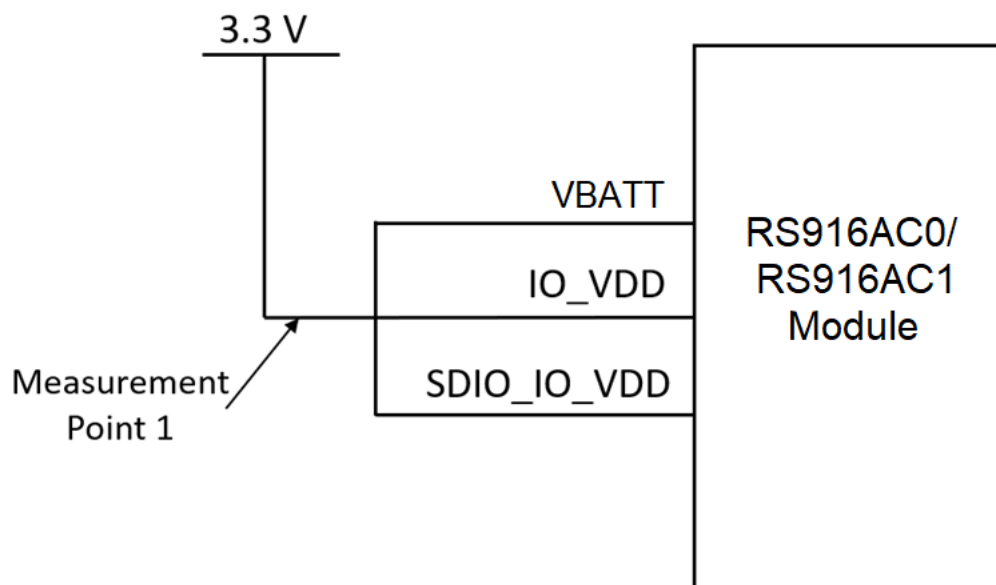 3.3 V
VBATT
IO_VDD
SDIO_IO_VDD
Measurement
Point 1
RS916AC0/
RS916AC1
Module